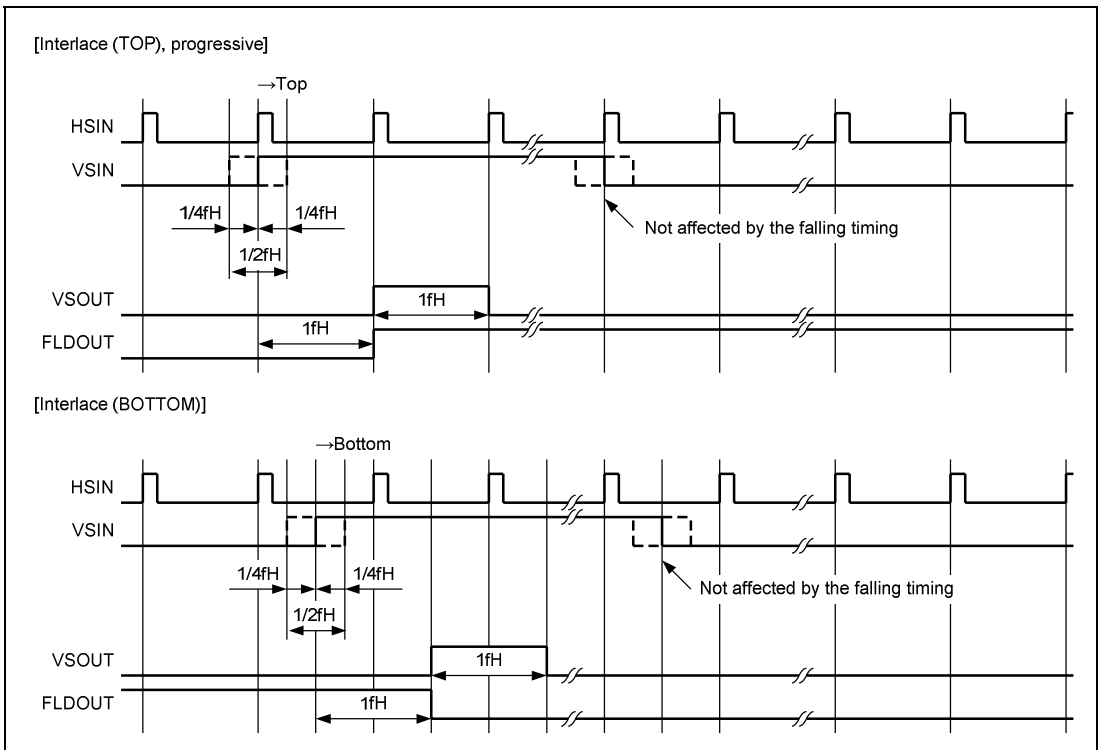 [Interlace (TOP), progressive]
→Top
HSIN
VSIN
1/4fH 1/4fH
Not affected by the falling timing
1/2fH
VSOUT 1fH
1fH
FLDOUT
[Interlace (BOTTOM)]
→Bottom
HSIN
VSIN
1/4fH 1/4fH
Not affected by the falling timing
1/2fH
VSOUT 1fH
FLDOUT 1fH